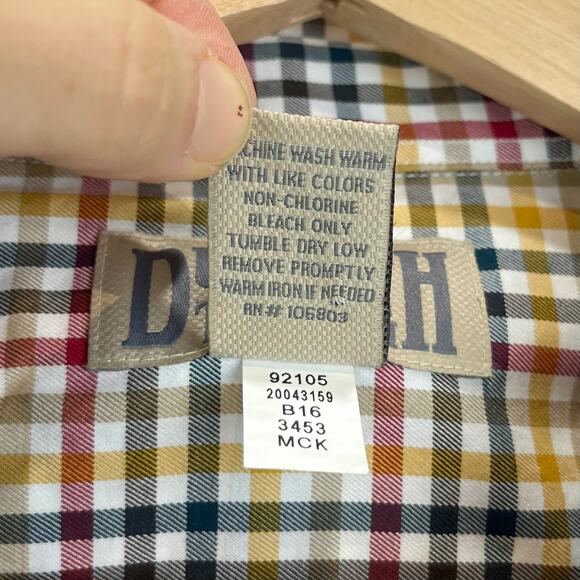 CHINE WASH WARM
WITH LIKE COLORS
NON-CHLORINE
BLEACH ONLY
TUMBLE DRY LOW
REMOVE PROMPTLY
WARM IRON IF NEEDED
RN# 106803
D H
92105
20043159
B16
3453
MCK